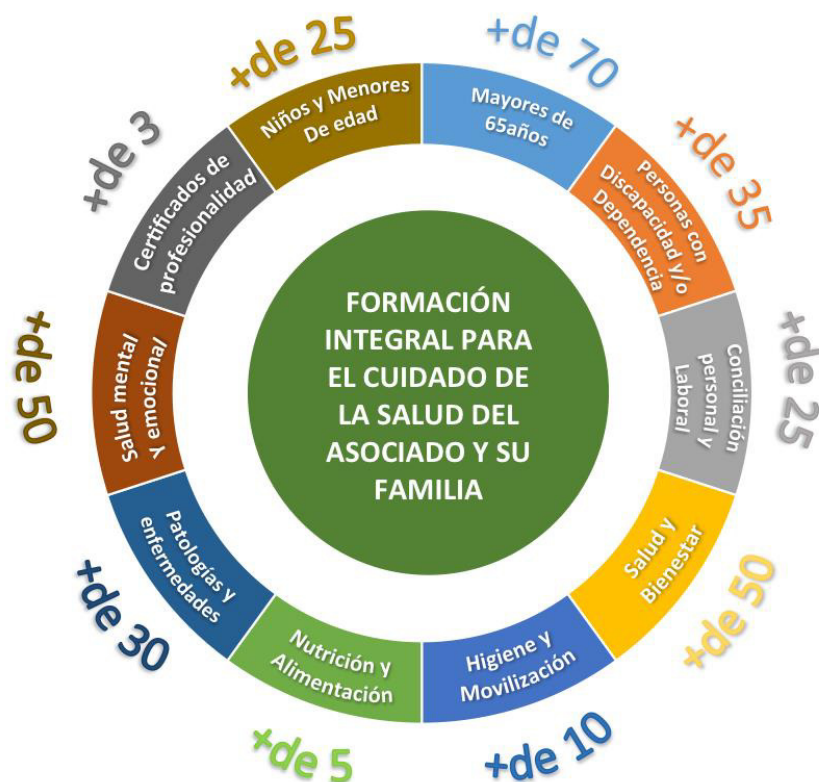 +de 70
Mayores de
65años
+de 35
Personas con
Discapacidad y/o
Dependencia
+de 25
Conciliación
personal y
Laboral
+de 50
Salud y
Bienestar
+de 10
Higiene y
Movilización
+de 5
Nutrición y
Alimentación
+de 30
Patologías y
enfermedades
+de 50
Salud mental
Y emocional
+de 3
Certificados de
profesionalidad
+de 25
Niños y Menores
De edad
FORMACIÓN
INTEGRAL PARA
EL CUIDADO DE
LA SALUD DEL
ASOCIADO Y SU
FAMILIA